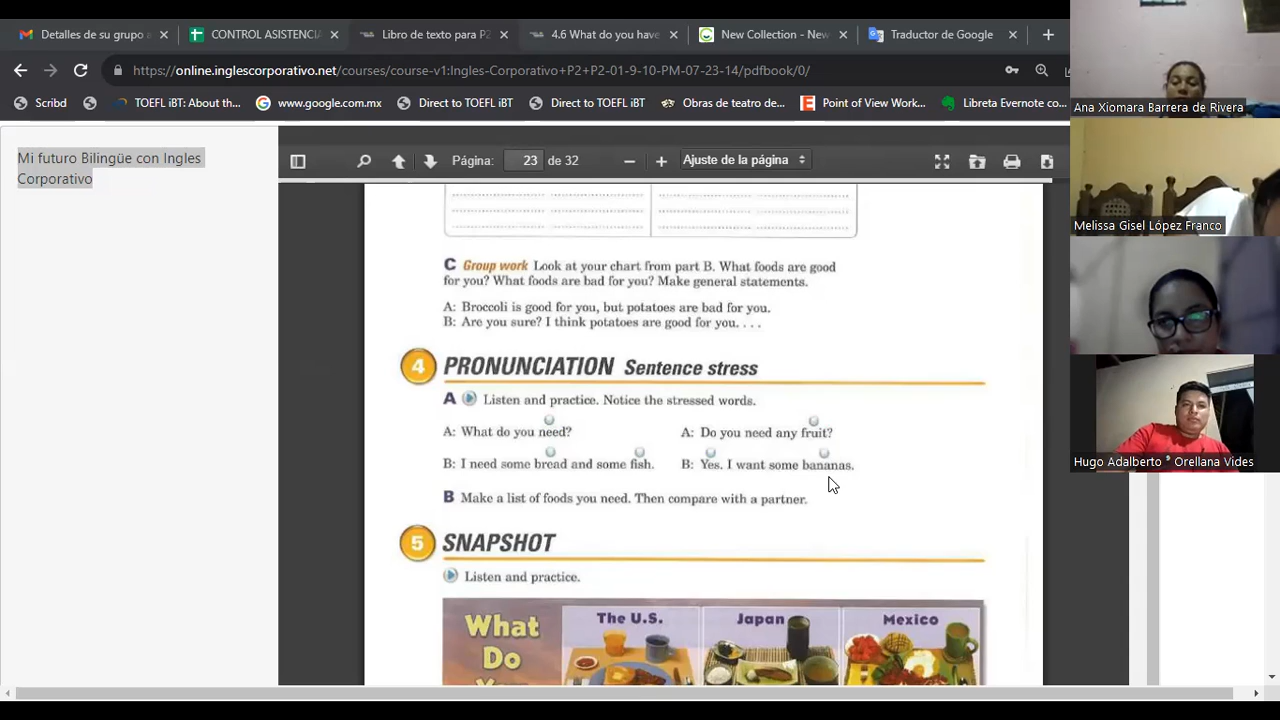 Detalles de su grupo a
CONTROL ASISTENCIA
Libro de texto para P2
4.6 What do you have
New Collection - New
Traductor de Google
https://online.inglescorporativo.net/courses/course-v1:Ingles-Corporativo+P2+P2-01-9-10-PM-07-23-14/pdfbook/0/
Scribd
TOEFL iBT: About th...
www.google.com.mx
Direct to TOEFL iBT
Direct to TOEFL iBT
Obras de teatro de...
Point of View Work...
Libreta Evernote co...
Mi futuro Bilingüe con Ingles
Corporativo
Página: 23 de 32
Ajuste de la página
C Group work Look at your chart from part B. What foods are good
for you? What foods are bad for you? Make general statements.
A: Broccoli is good for you, but potatoes are bad for you.
B: Are you sure? I think potatoes are good for you. . . .
4 PRONUNCIATION Sentence stress
A Listen and practice. Notice the stressed words.
A: What do you need?
A: Do you need any fruit?
B: I need some bread and some fish.
B: Yes. I want some bananas.
B Make a list of foods you need. Then compare with a partner.
5 SNAPSHOT
Listen and practice.
What
Do
The U.S.
Japan
Mexico
Ana Xiomara Barrera de Rivera
Melissa Gisel López Franco
Hugo Adalberto Orellana Vides